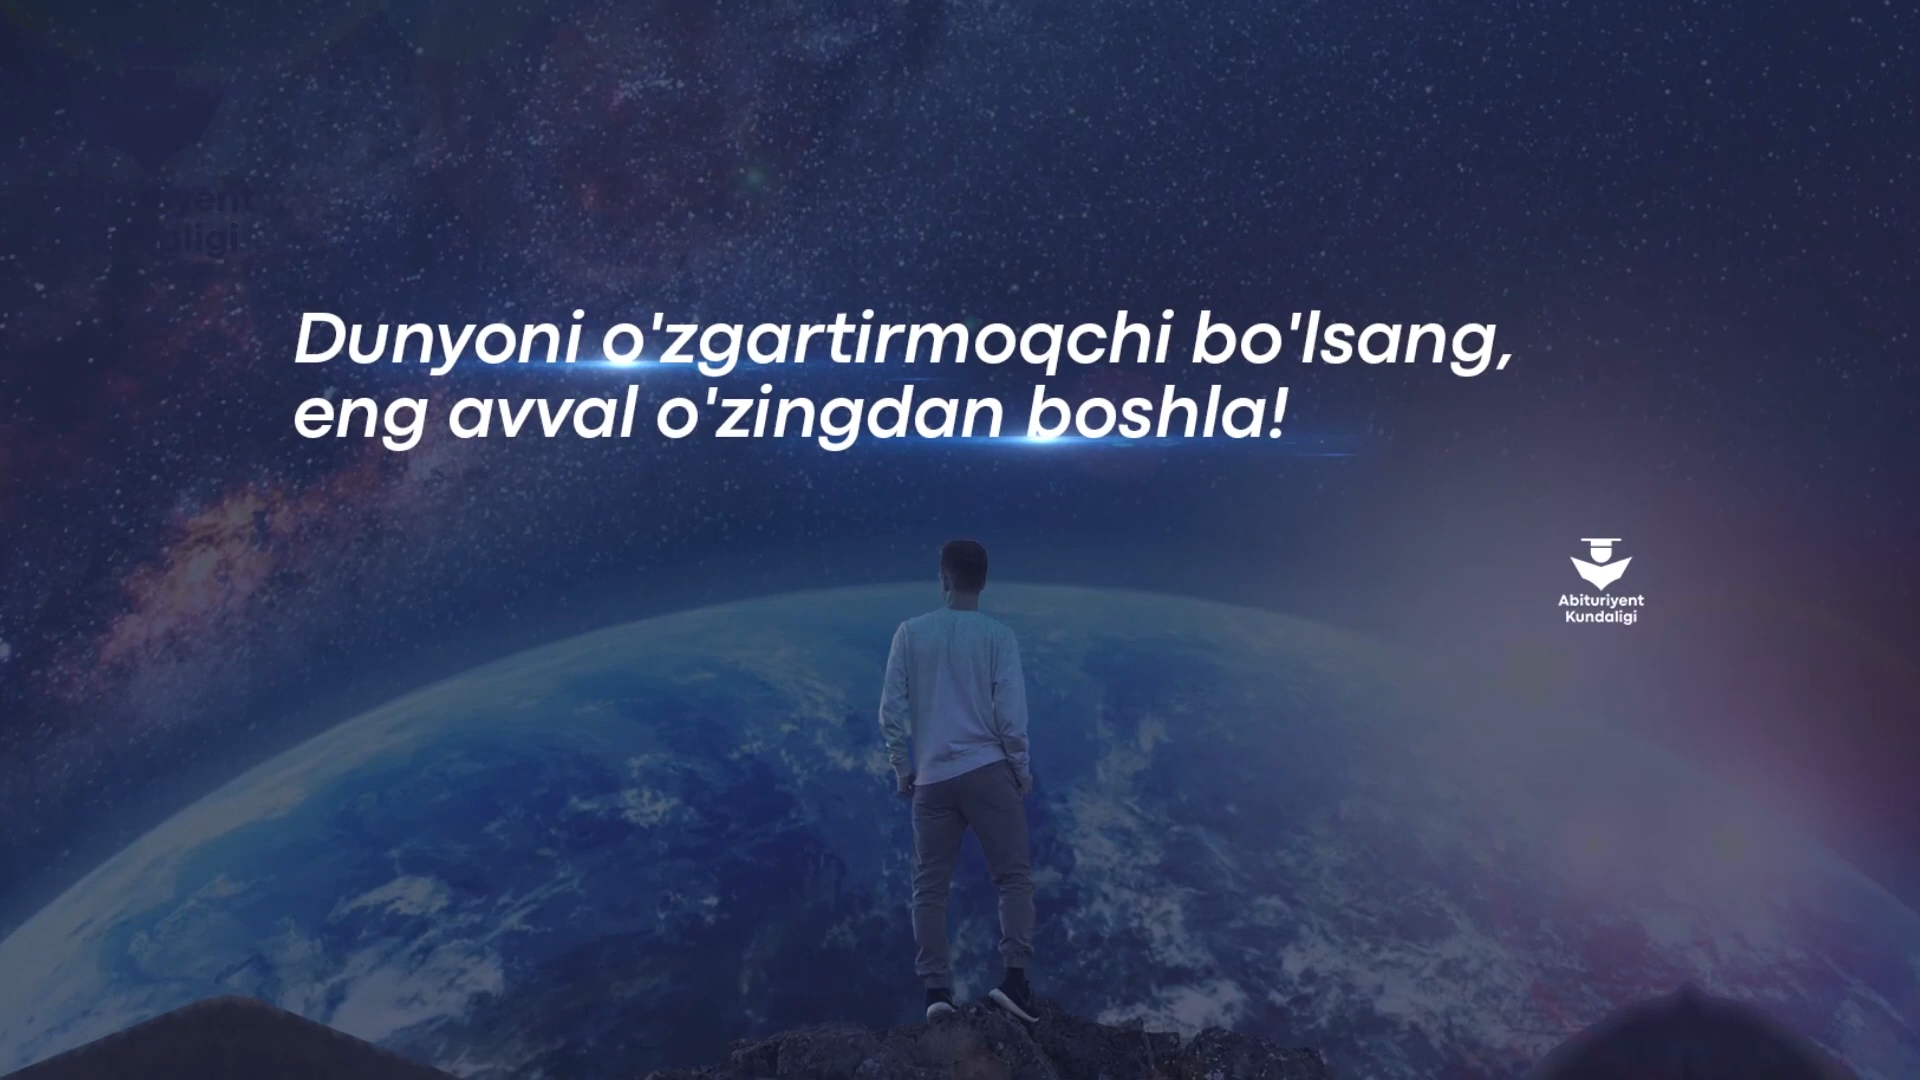 Dunyoni o'zgartirmoqchi bo'lsang,
eng avval o'zingdan boshla!
Abituriyent
Kundaligi